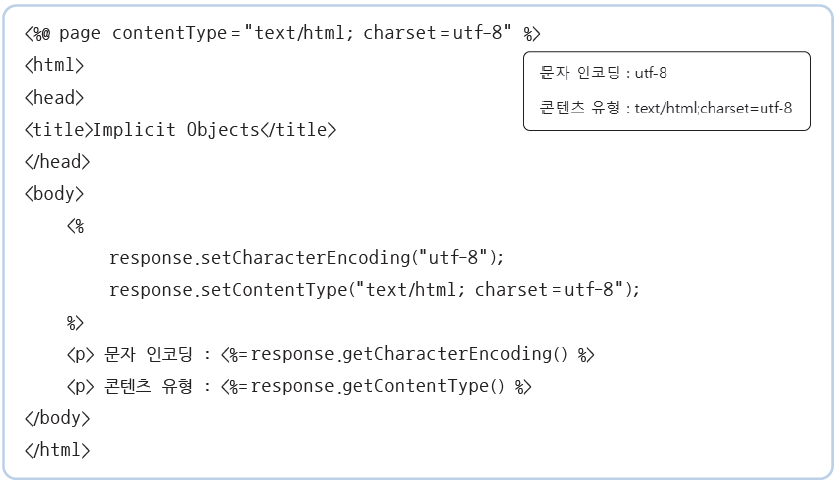 <%@ page contentType="text/html; charset=utf-8" %>
<html>
<head>
<title>Implicit Objects</title>
</head>
<body>
<%
response.setCharacterEncoding("utf-8");
response.setContentType("text/html; charset=utf-8");
%>
<p> 문자 인코딩 : <%=response.getCharacterEncoding() %>
<p> 콘텐츠 유형 : <%=response.getContentType() %>
</body>
</html>
문자 인코딩 : utf-8
콘텐츠 유형 : text/html;charset=utf-8